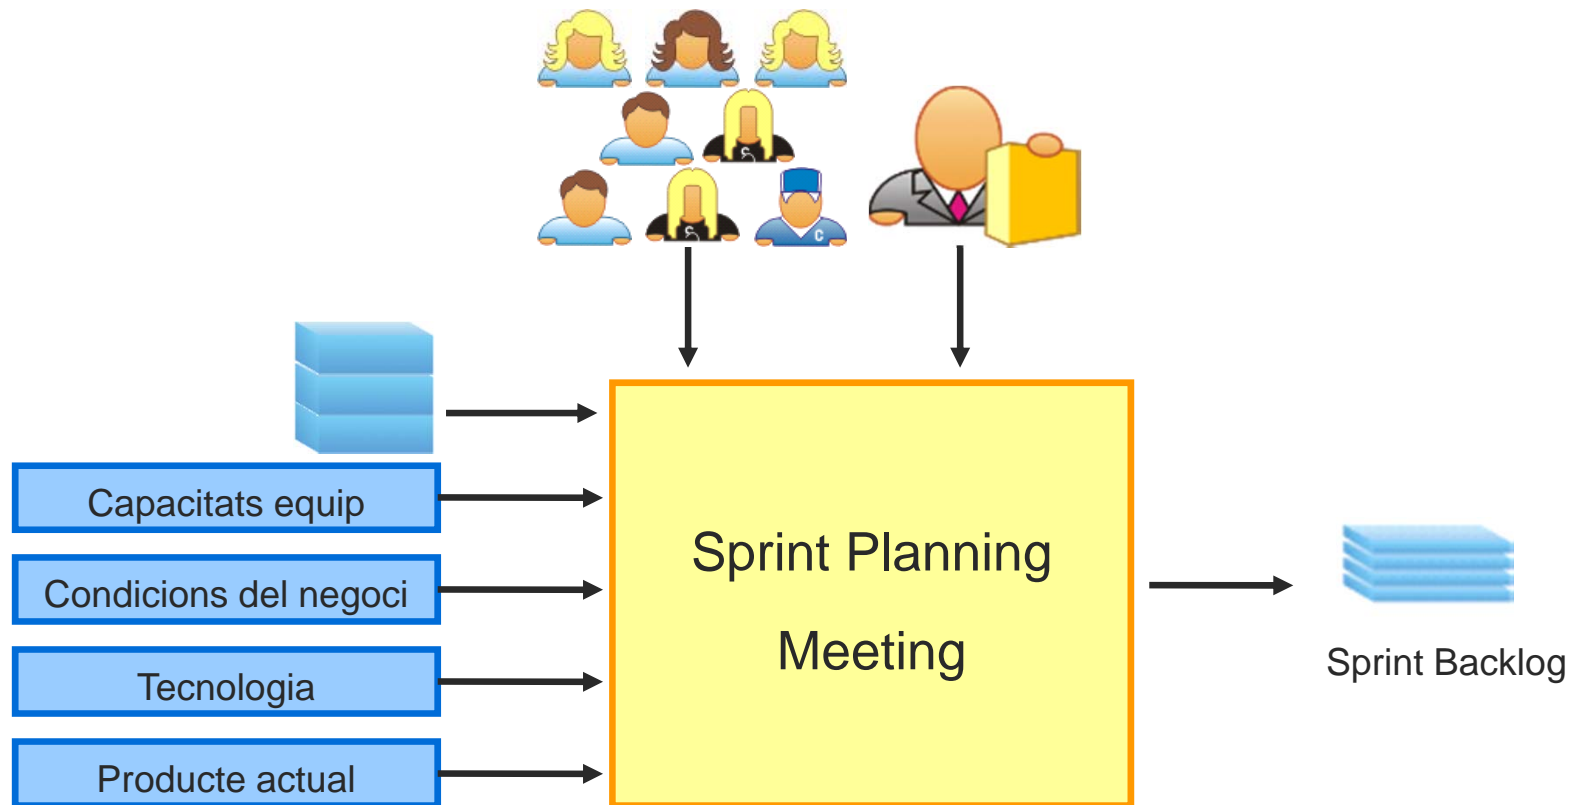 Capacitats equip
Condicions del negoci
Tecnologia
Producte actual
Sprint Planning
Meeting
Sprint Backlog